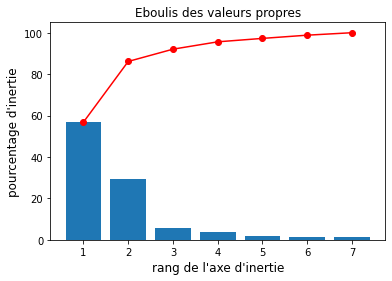 Eboulis des valeurs propres
pourcentage d'inertie
100
80
60
40
20
0
1 2 3 4 5 6 7
rang de l'axe d'inertie